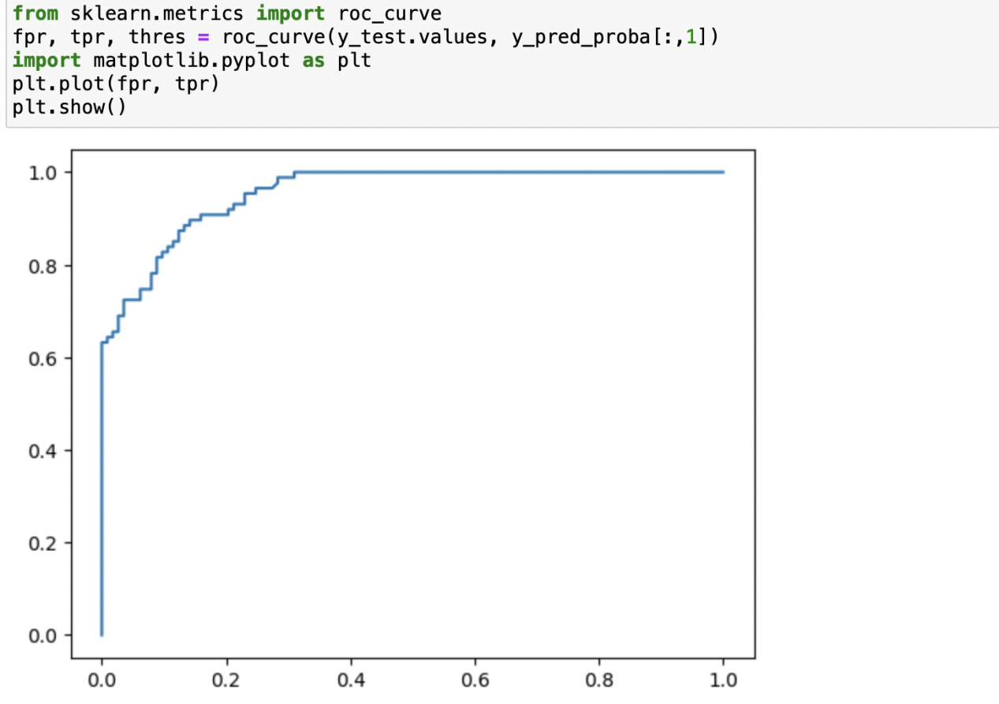 from sklearn.metrics import roc_curve
fpr, tpr, thres = roc_curve(y_test.values, y_pred_proba[:,1])
import matplotlib.pyplot as plt
plt.plot(fpr, tpr)
plt.show()
1.0
0.8
0.6
0.4
0.2
0.0
0.0 0.2 0.4 0.6 0.8 1.0